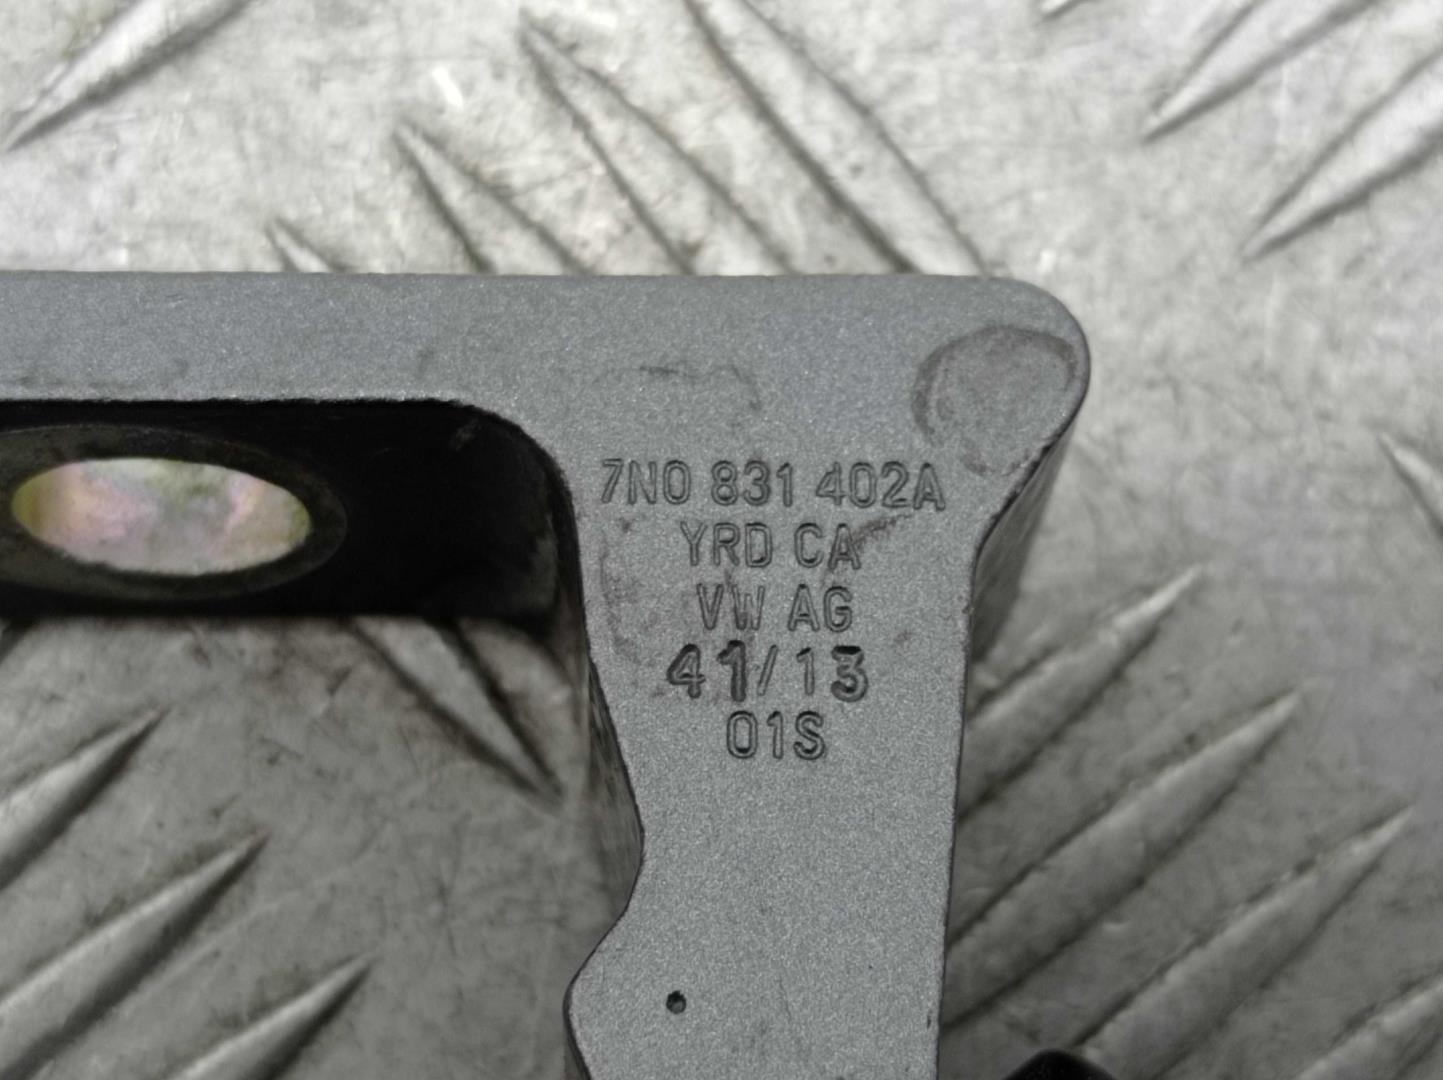 7N0 831 402A
YRD CA
VW AG
41/13
01S